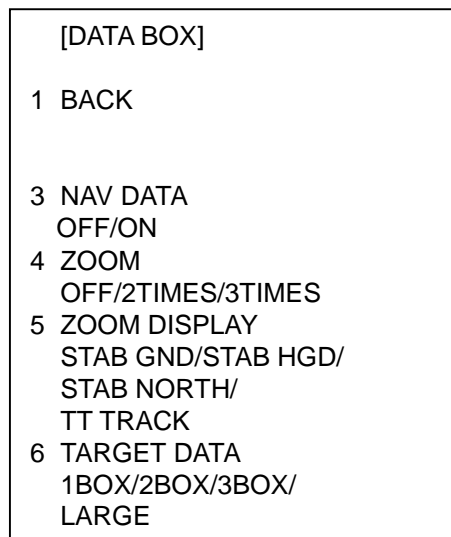 [DATA BOX]
1 BACK
3 NAV DATA
OFF/ON
4 ZOOM
OFF/2TIMES/3TIMES
5 ZOOM DISPLAY
STAB GND/STAB HGD/
STAB NORTH/
TT TRACK
6 TARGET DATA
1BOX/2BOX/3BOX/
LARGE